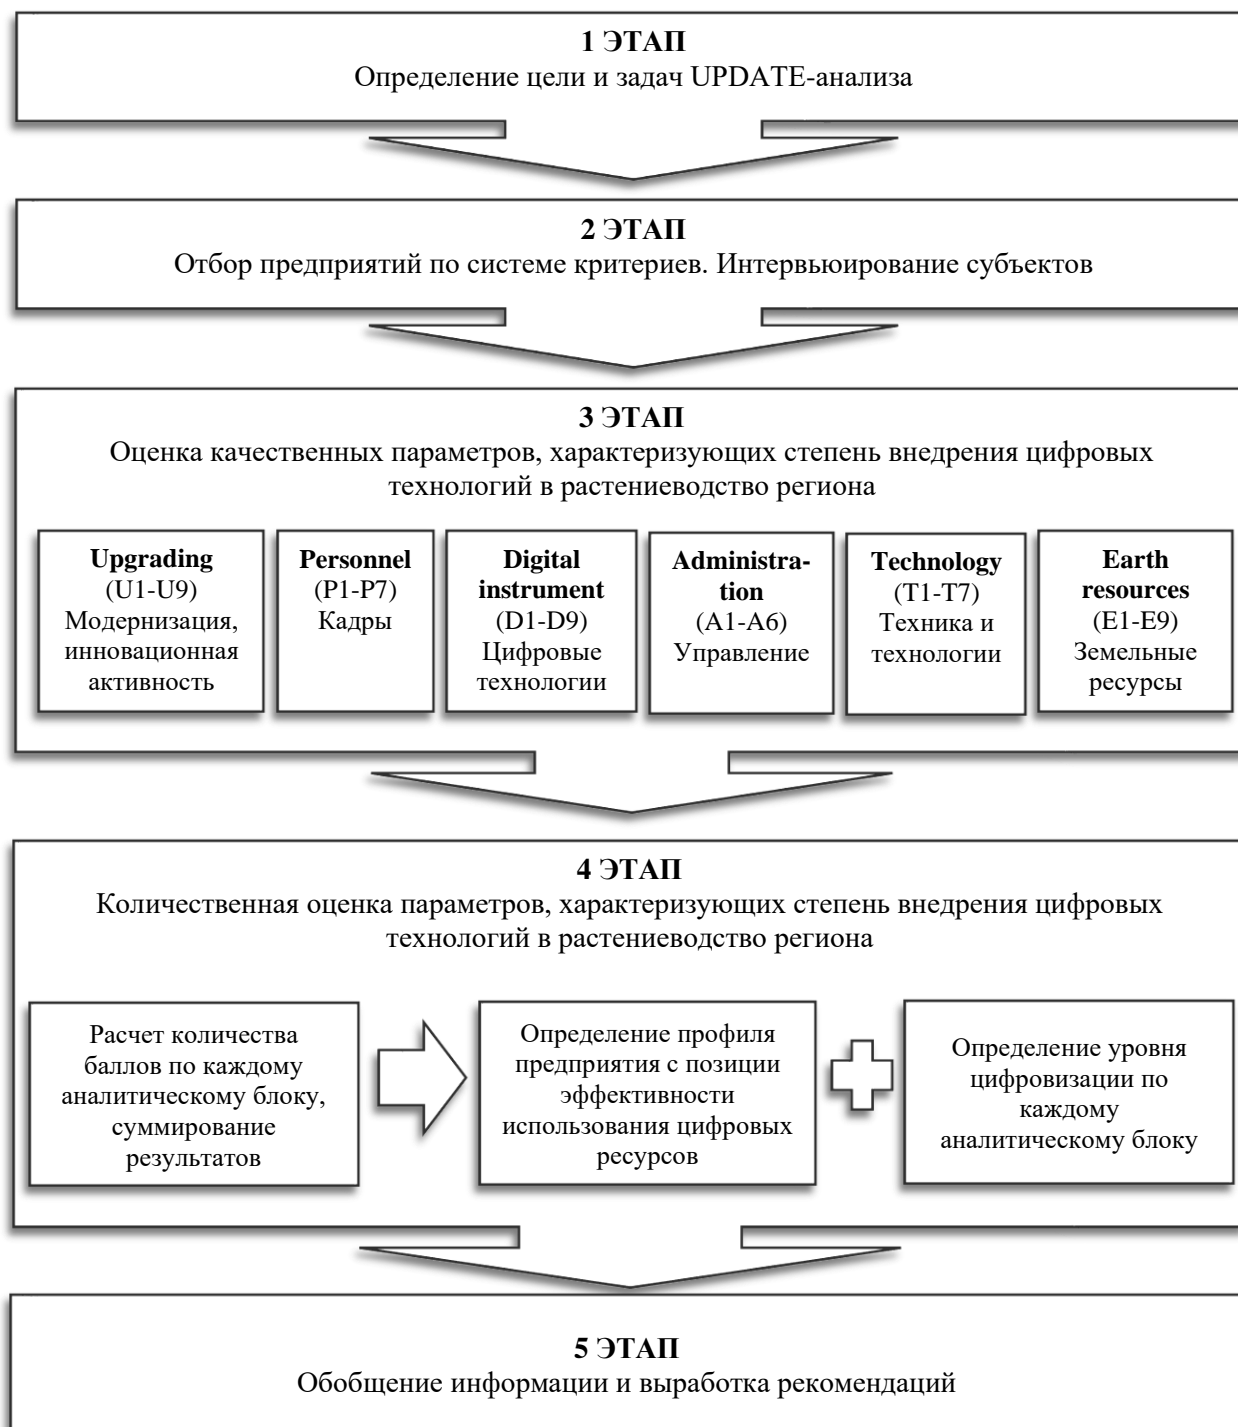 1 ЭТАП
Определение цели и задач UPDATE-анализа
2 ЭТАП
Отбор предприятий по системе критериев. Интервьюирование субъектов
3 ЭТАП
Оценка качественных параметров, характеризующих степень внедрения цифровых
технологий в растениеводство региона
Upgrading
(U1-U9)
Модернизация,
инновационная
активность
Personnel
(P1-P7)
Кадры
Digital
instrument
(D1-D9)
Цифровые
технологии
Administra-
tion
(A1-A6)
Управление
Technology
(T1-T7)
Техника и
технологии
Earth
resources
(E1-E9)
Земельные
ресурсы
4 ЭТАП
Количественная оценка параметров, характеризующих степень внедрения цифровых
технологий в растениеводство региона
Расчет количества
баллов по каждому
аналитическому блоку,
суммирование
результатов
Определение профиля
предприятия с позиции
эффективности
использования цифровых
ресурсов
Определение уровня
цифровизации по
каждому
аналитическому блоку
5 ЭТАП
Обобщение информации и выработка рекомендаций